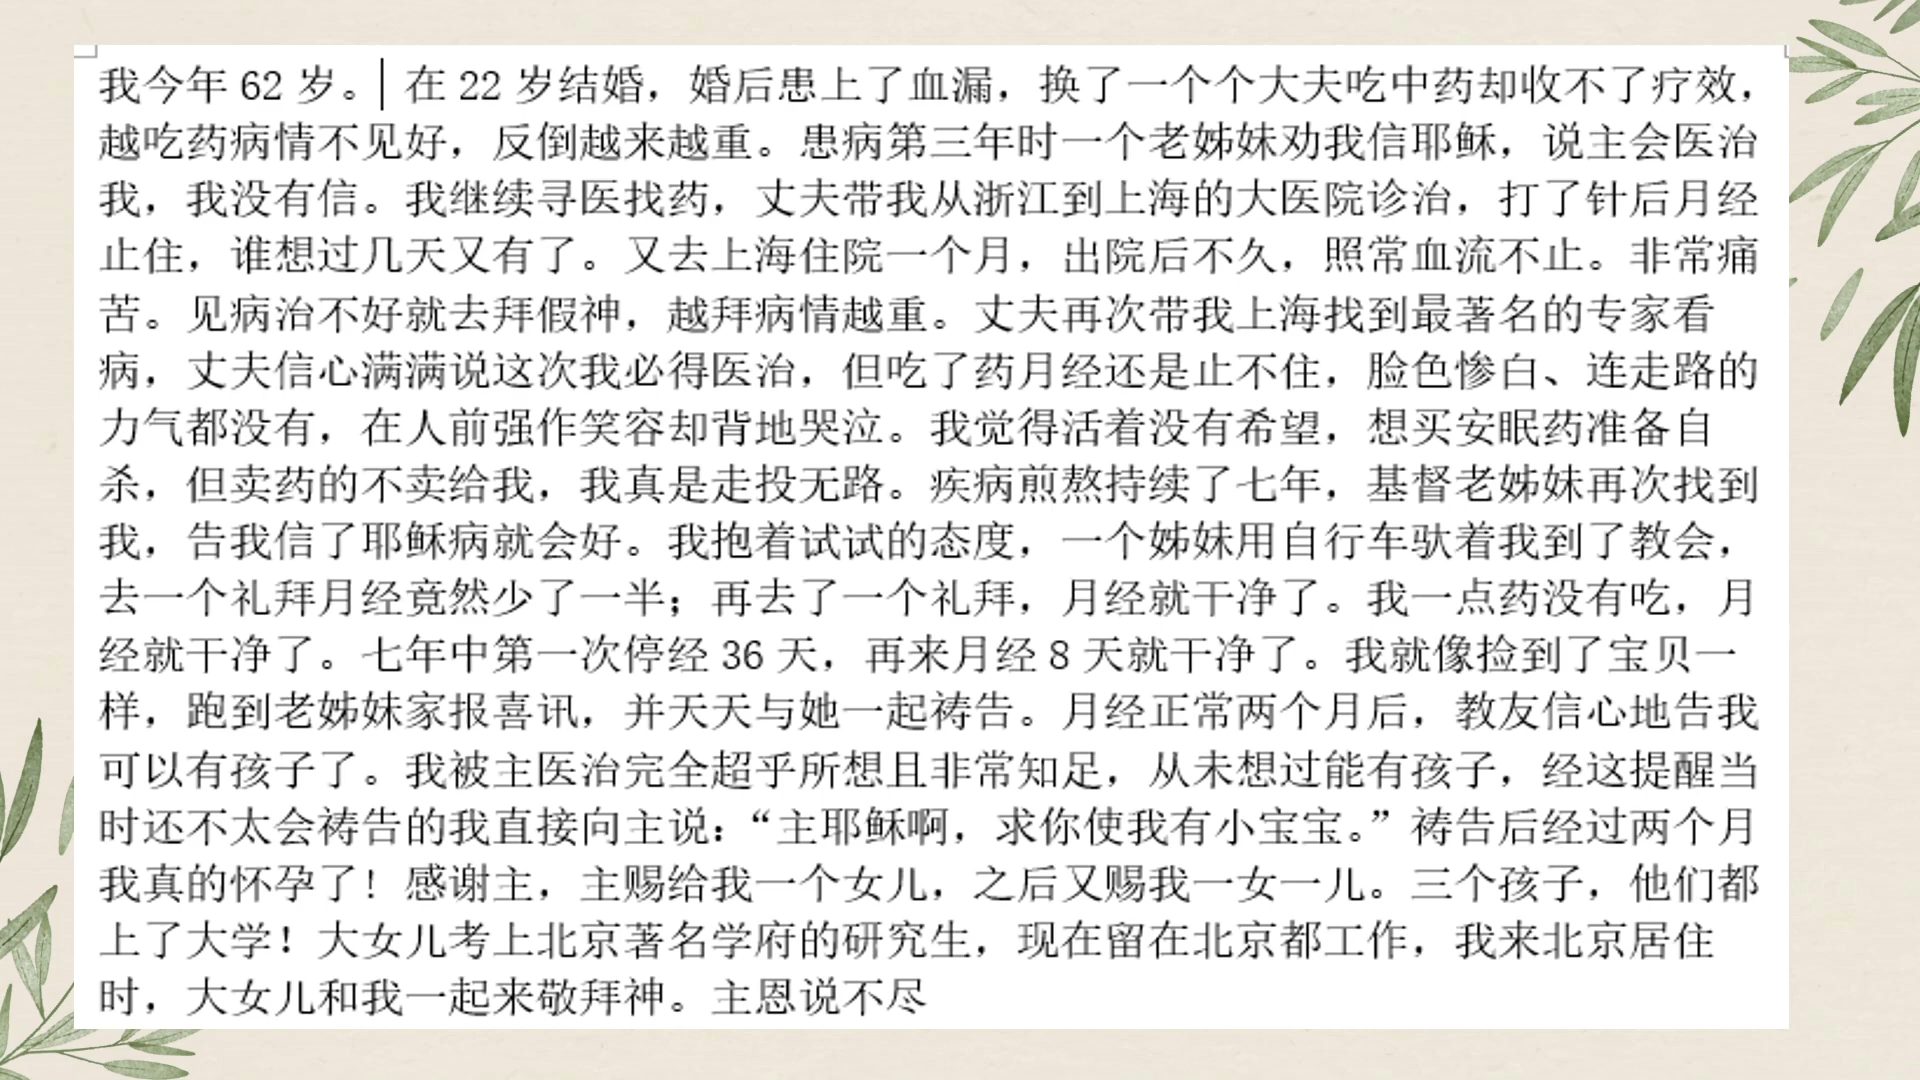 我今年 62 岁。 在 22 岁结婚，婚后患上了血漏，换了一个个大夫吃中药却收不了疗效，
越吃药病情不见好，反倒越来越重。患病第三年时一个老姊妹劝我信耶稣，说主会医治
我，我没有信。我继续寻医找药，丈夫带我从浙江到上海的大医院诊治，打了针后月经
止住，谁想过几天又有了。又去上海住院一个月，出院后不久，照常血流不止。非常痛
苦。见病治不好就去拜假神，越拜病情越重。丈夫再次带我上海找到最著名的专家看
病，丈夫信心满满说这次我必得医治，但吃了药月经还是止不住，脸色惨白、连走路的
力气都没有，在人前强作笑容却背地哭泣。我觉得活着没有希望，想买安眠药准备自
杀，但卖药的不卖给我，我真是走投无路。疾病煎熬持续了七年，基督老姊妹再次找到
我，告我信了耶稣病就会好。我抱着试试的态度，一个姊妹用自行车驮着我到了教会，
去一个礼拜月经竟然少了一半；再去了一个礼拜，月经就干净了。我一点药没有吃，月
经就干净了。七年中第一次停经 36 天，再来月经 8 天就干净了。我就像捡到了宝贝一
样，跑到老姊妹家报喜讯，并天天与她一起祷告。月经正常两个月后，教友信心地告我
可以有孩子了。我被主医治完全超乎所想且非常知足，从未想过能有孩子，经这提醒当
时还不太会祷告的我直接向主说：“主耶稣啊，求你使我有小宝宝。”祷告后经过两个月
我真的怀孕了！感谢主，主赐给我一个女儿，之后又赐我一女一儿。三个孩子，他们都
上了大学！大女儿考上北京著名学府的研究生，现在留在北京都工作，我来北京居住
时，大女儿和我一起来敬拜神。主恩说不尽